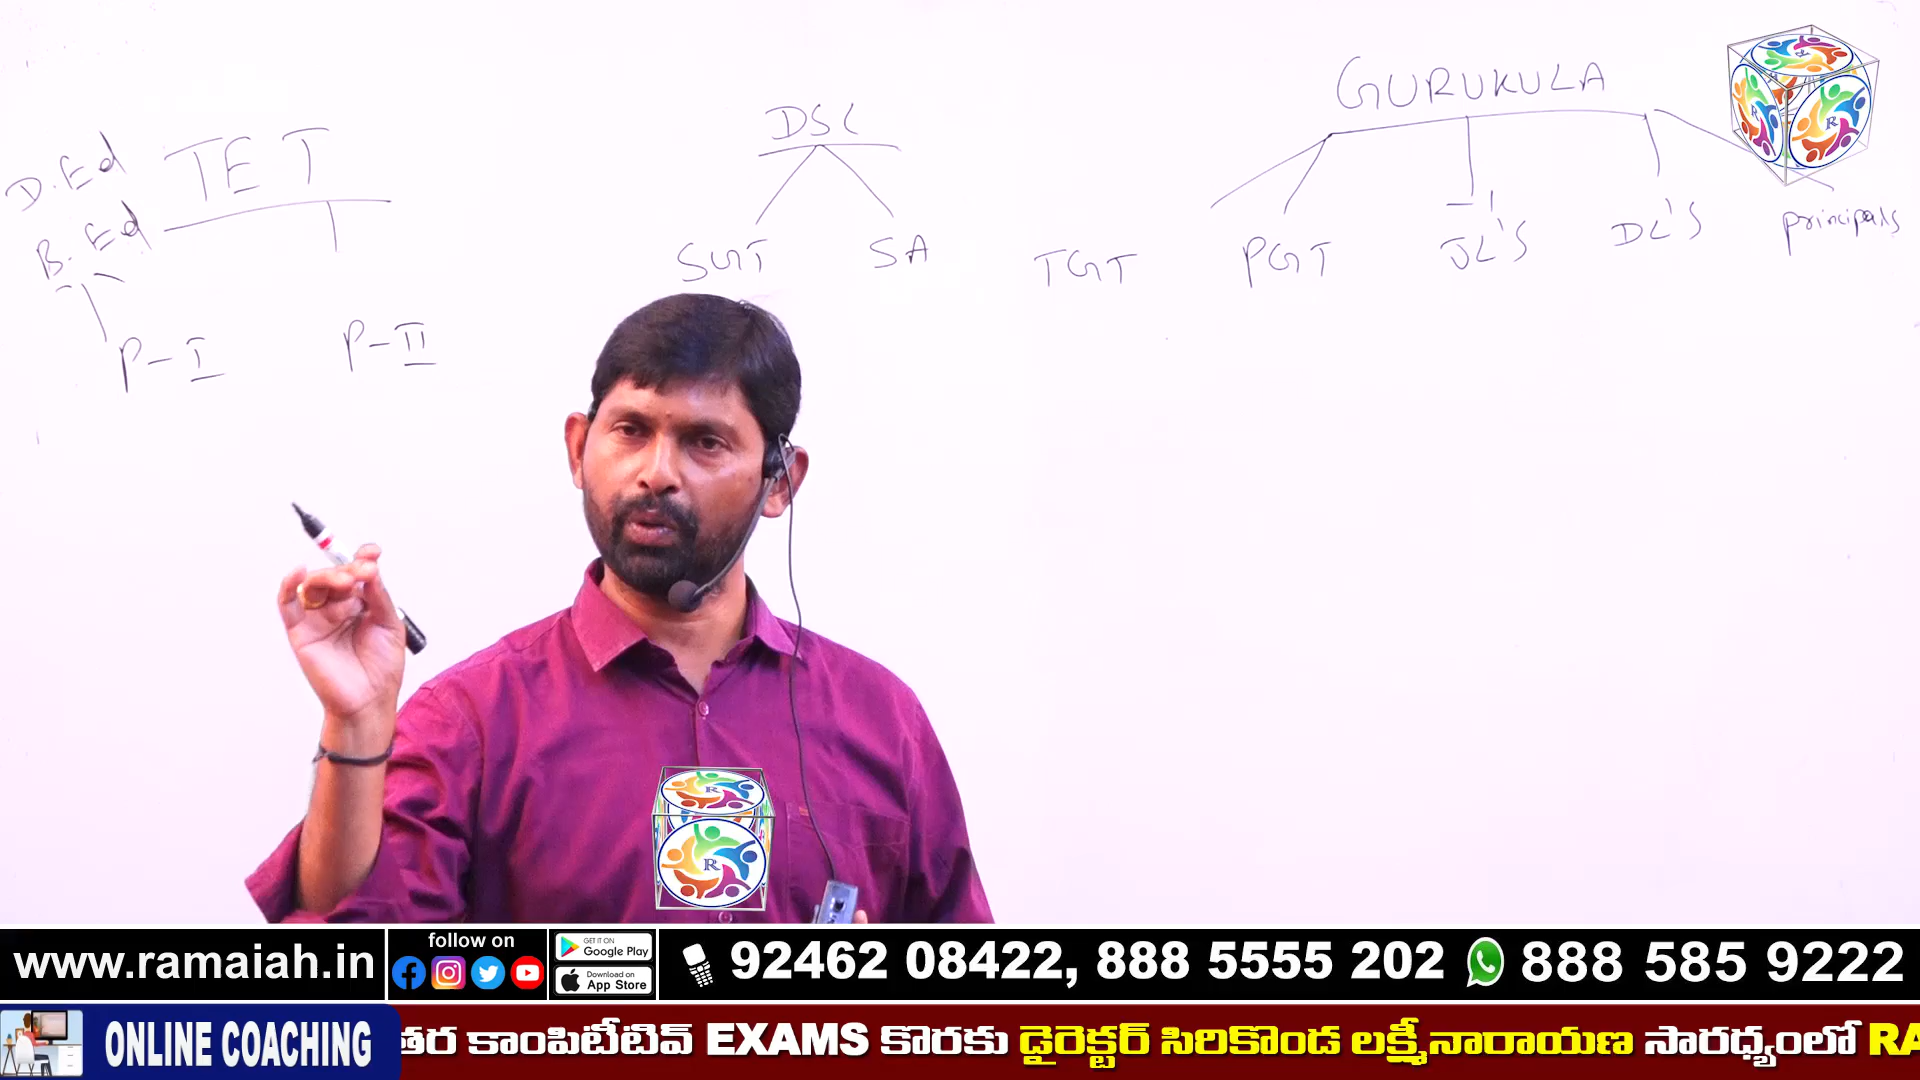 GURUKULA
DSC
D.Ed TET
B.Ed
SGT SA TGT PGT JL'S DL'S principals
P-I P-II
R
R
R
www.ramaiah.in
follow on
GET IT ON
Google Play
Download on
App Store
92462 08422, 888 5555 202
888 585 9222
ONLINE COACHING
తర కాంపిటీటివ్ EXAMS కొరకు డైరెక్టర్ సిరికొండ లక్ష్మీనారాయణ సారధ్యంలో RA